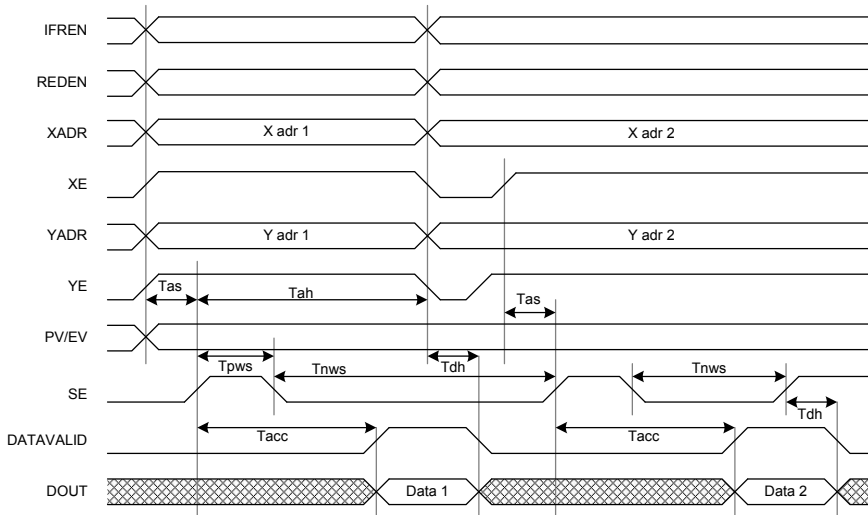 IFREN
REDEN
XADR
X adr 1
X adr 2
XE
YADR
Y adr 1
Y adr 2
YE
Tas
Tah
Tas
PV/EV
Tpws
Tnws
Tdh
Tnws
SE
Tdh
DATAVALID
Tacc
Tacc
DOUT
Data 1
Data 2